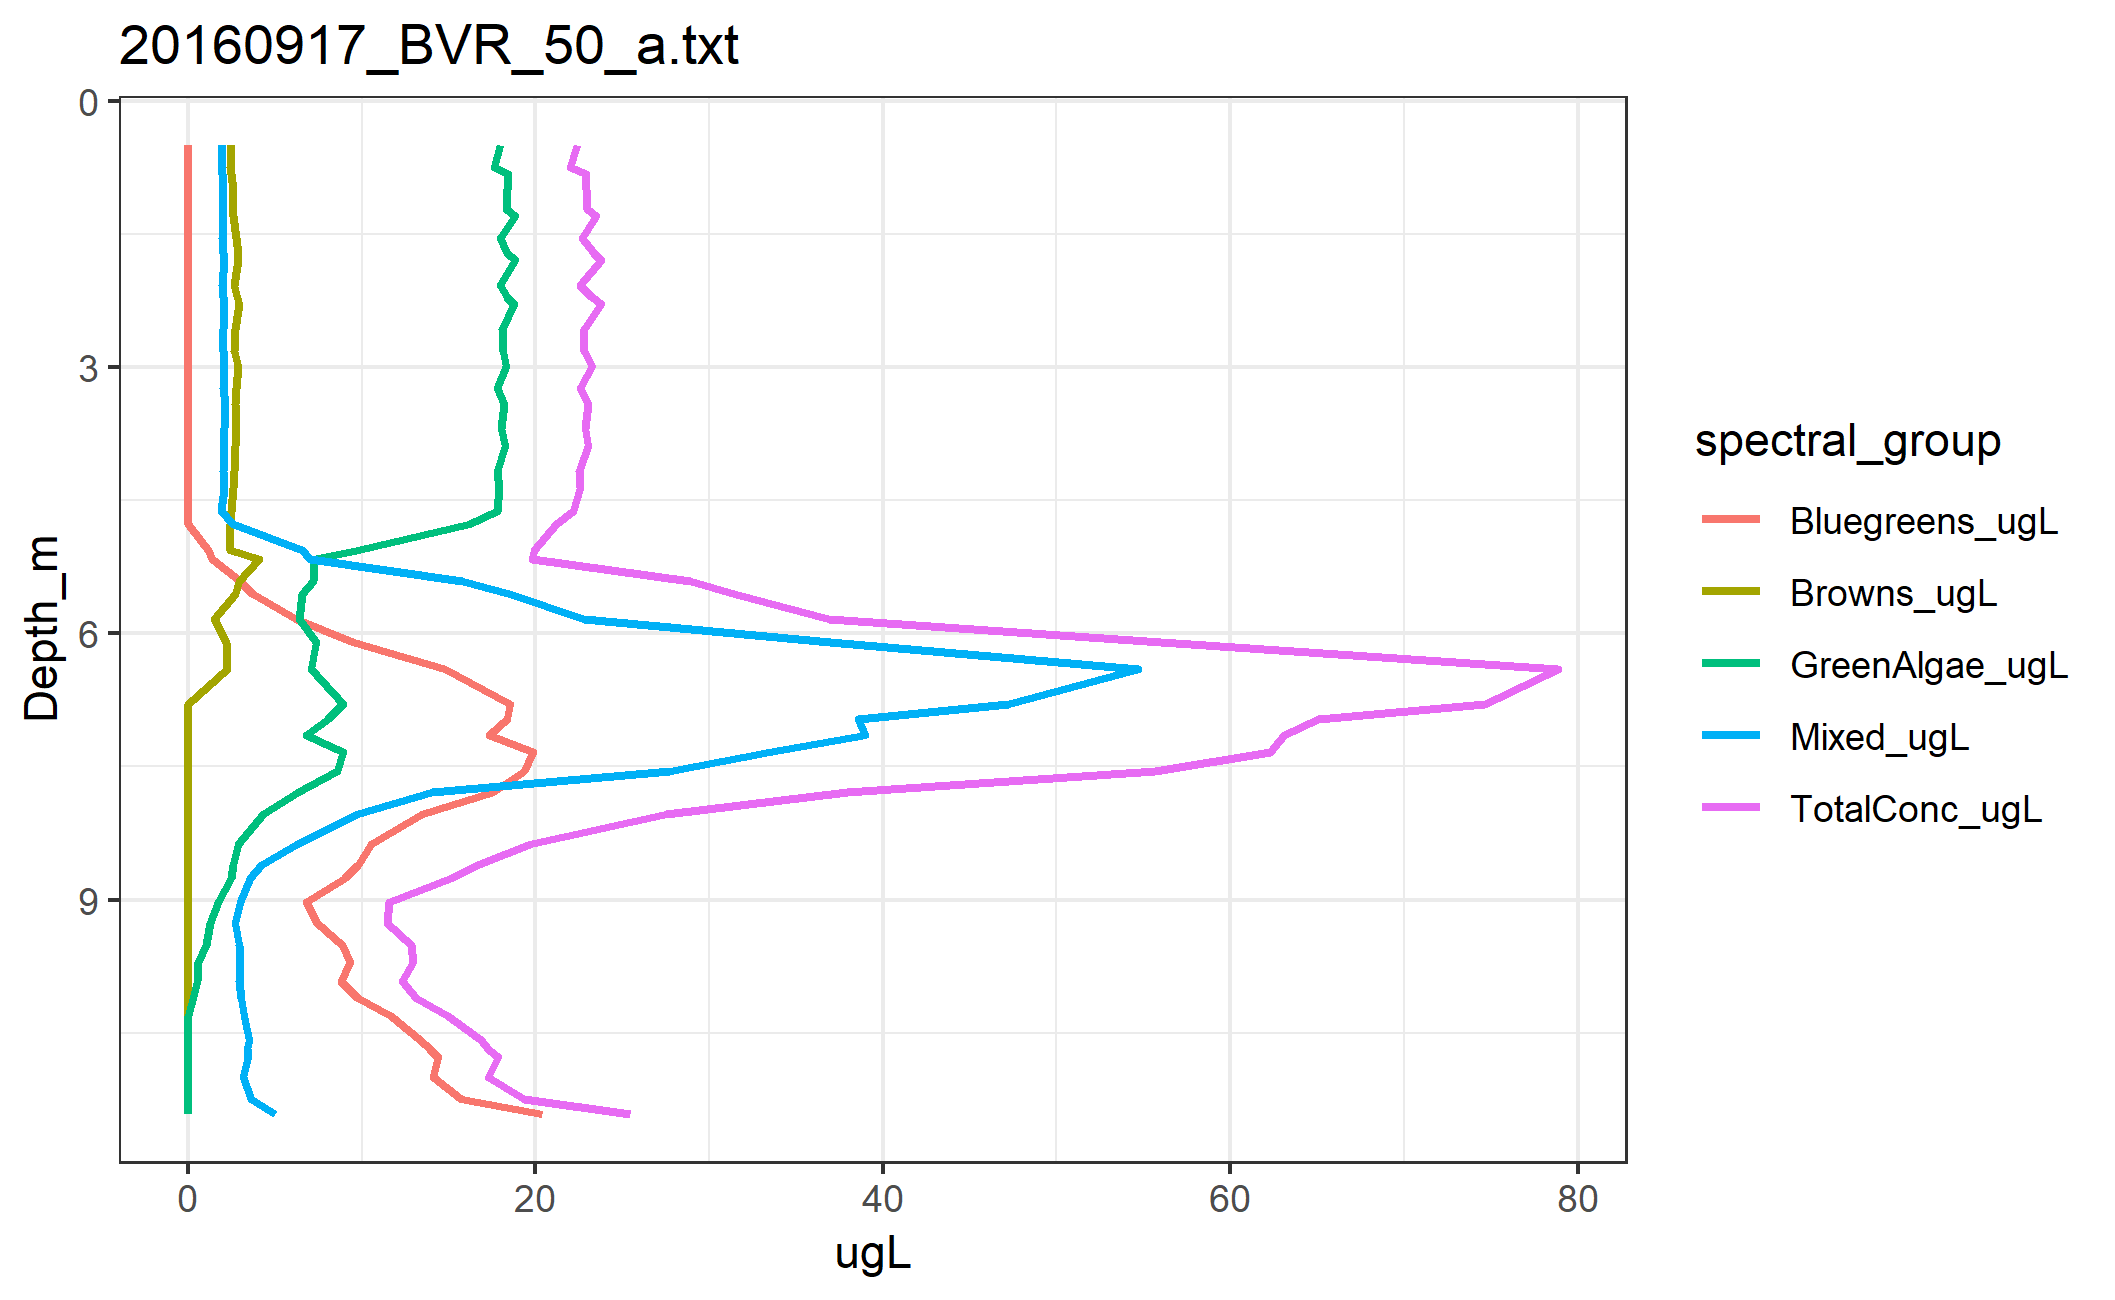 20160917_BVR_50_a.txt
0
3
6
9
Depth_m
0 20 40 60 80
ugL
spectral_group
Bluegreens_ugL
Browns_ugL
GreenAlgae_ugL
Mixed_ugL
TotalConc_ugL